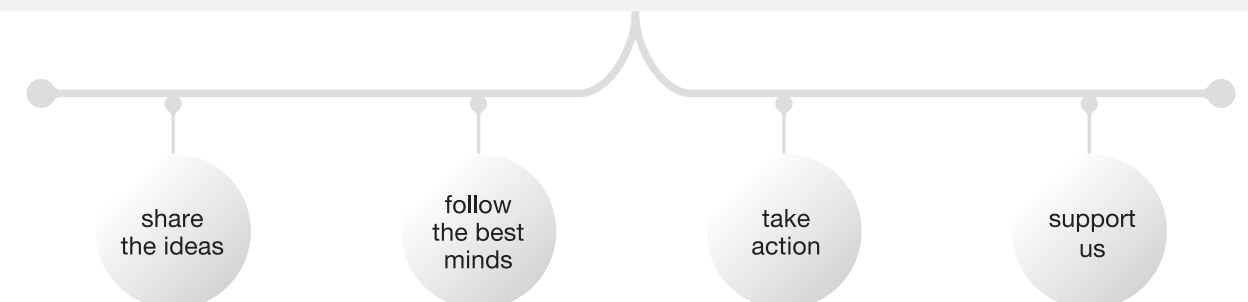 share
the ideas
follow
the best
minds
take
action
support
us